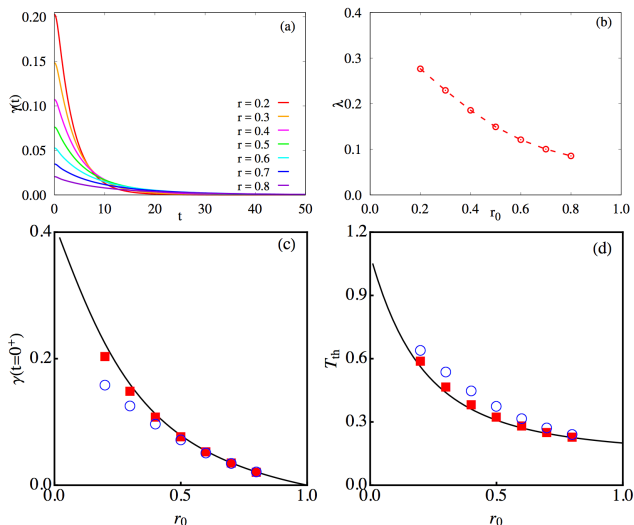 (a)
0.20
0.15
0.10
0.05
0.00
γ(t)
r = 0.2
r = 0.3
r = 0.4
r = 0.5
r = 0.6
r = 0.7
r = 0.8
0 10 20 30 40 50
t
(b)
0.4
0.3
0.2
0.1
0.0
λ
0.0 0.2 0.4 0.6 0.8 1.0
r₀
(c)
0.4
0.2
0.0
γ(t=0⁺)
0.0 0.5 1.0
r₀
(d)
1.2
0.9
0.6
0.3
0.0
Tₜₕ
0.0 0.5 1.0
r₀